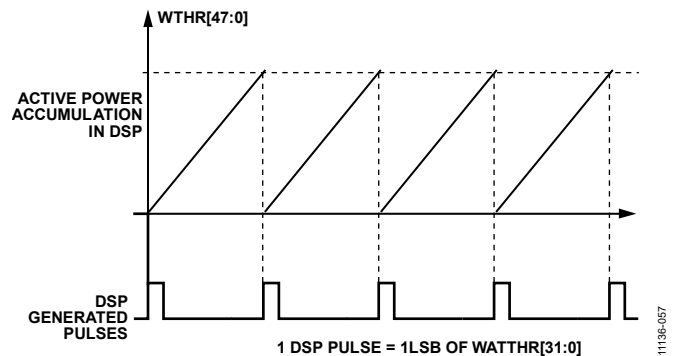 WTHR[47:0]
ACTIVE POWER
ACCUMULATION
IN DSP
DSP
GENERATED
PULSES
1 DSP PULSE = 1LSB OF WATTHR[31:0]
11136-057